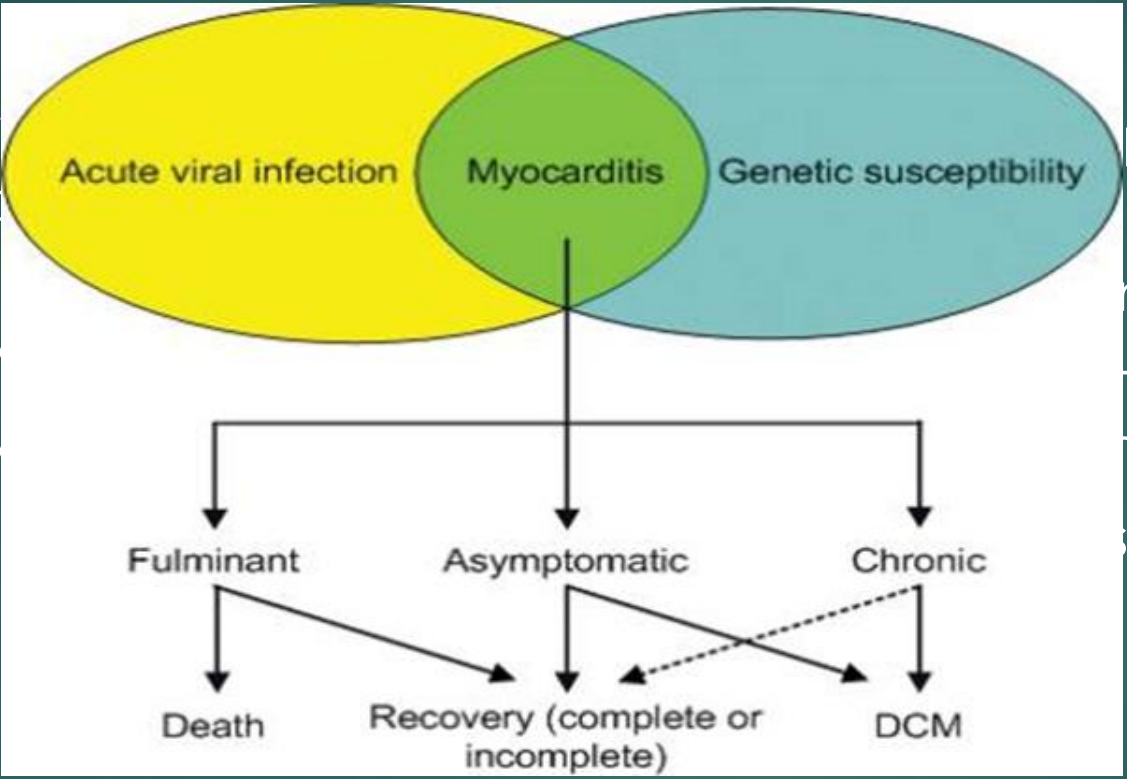 Acute viral infection
Myocarditis
Genetic susceptibility
Fulminant
Asymptomatic
Chronic
Death
Recovery (complete or
incomplete)
DCM